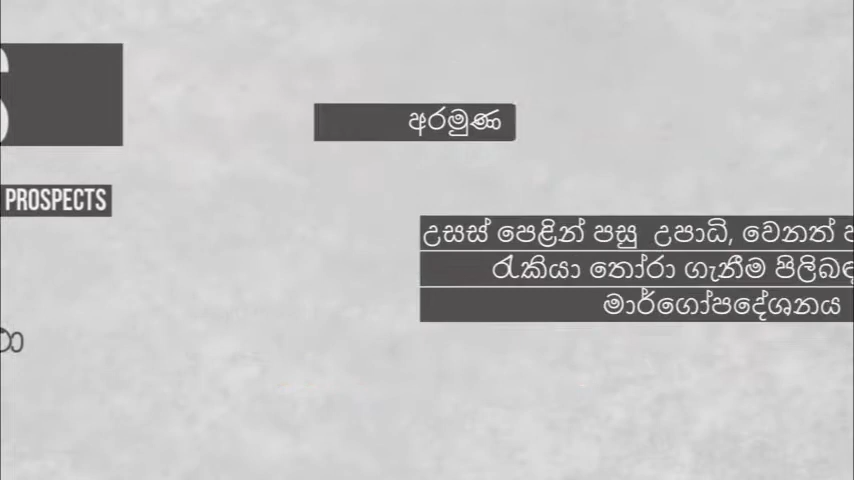 අරමුණ
PROSPECTS
උසස් පෙළින් පසු උපාධි, වෙනත්
රැකියා තෝරා ගැනීම පිලිබඳ
මාර්ගෝපදේශනය